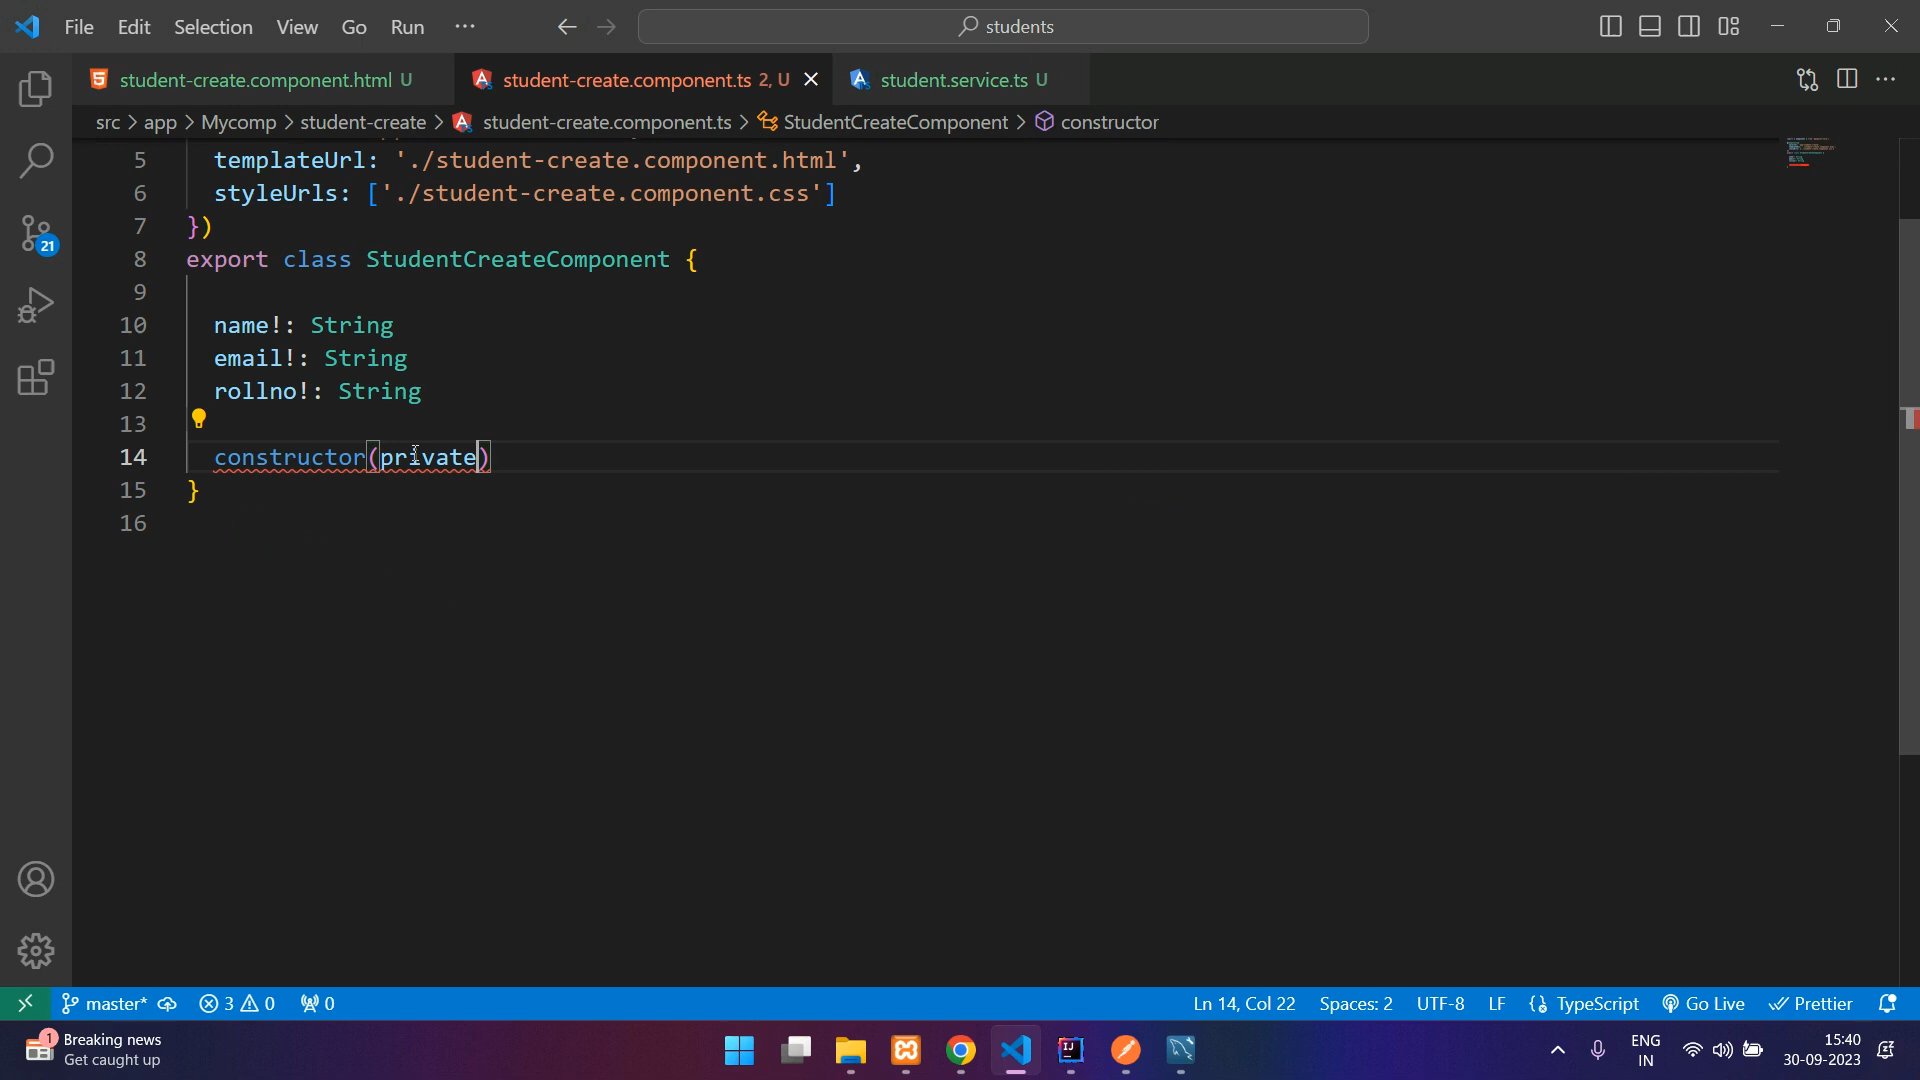 File Edit Selection View Go Run ··· students
student-create.component.html U student-create.component.ts 2, U student.service.ts U
src > app > Mycomp > student-create > student-create.component.ts > StudentCreateComponent > constructor
5 templateUrl: './student-create.component.html',
6 styleUrls: ['./student-create.component.css']
7 })
8 export class StudentCreateComponent {
9
10 name!: String
11 email!: String
12 rollno!: String
13
14 constructor(private)
15 }
16
21
master* 3 0 0 Ln 14, Col 22 Spaces: 2 UTF-8 LF {} TypeScript Go Live Prettier
1 Breaking news
Get caught up
ENG
IN
15:40
30-09-2023